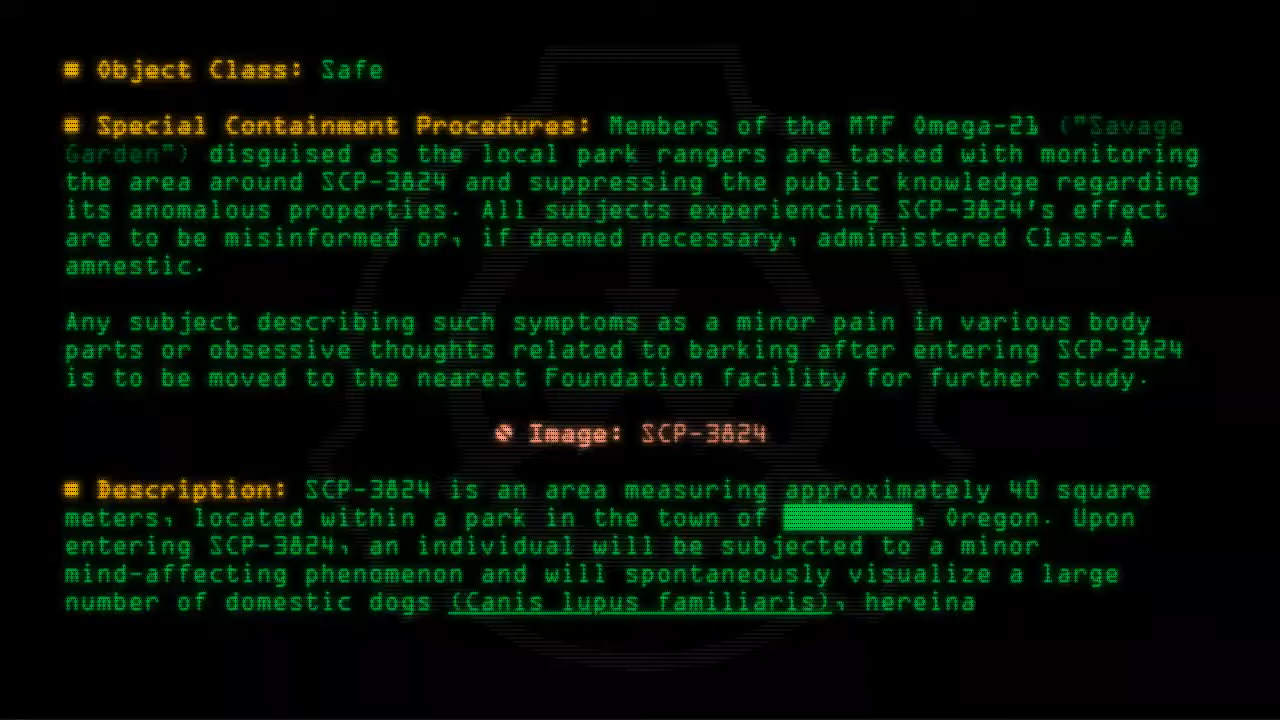 ■ Object Class: Safe
■ Special Containment Procedures: Members of the MTF Omega-21 ("Savage
Garden") disguised as the local park rangers are tasked with monitoring
the area around SCP-3824 and suppressing the public knowledge regarding
its anomalous properties. All subjects experiencing SCP-3824's effect
are to be misinformed or, if deemed necessary, administered Class-A
amnestic.
Any subject describing such symptoms as a minor pain in various body
parts or obsessive thoughts related to barking after entering SCP-3824
is to be moved to the nearest Foundation facility for further study.
Image: SCP-3824
■ Description: SCP-3824 is an area measuring approximately 40 square
meters, located within a park in the town of ████████, Oregon. Upon
entering SCP-3824, an individual will be subjected to a minor
mind-affecting phenomenon and will spontaneously visualize a large
number of domestic dogs (Canis lupus familiaris), hereina